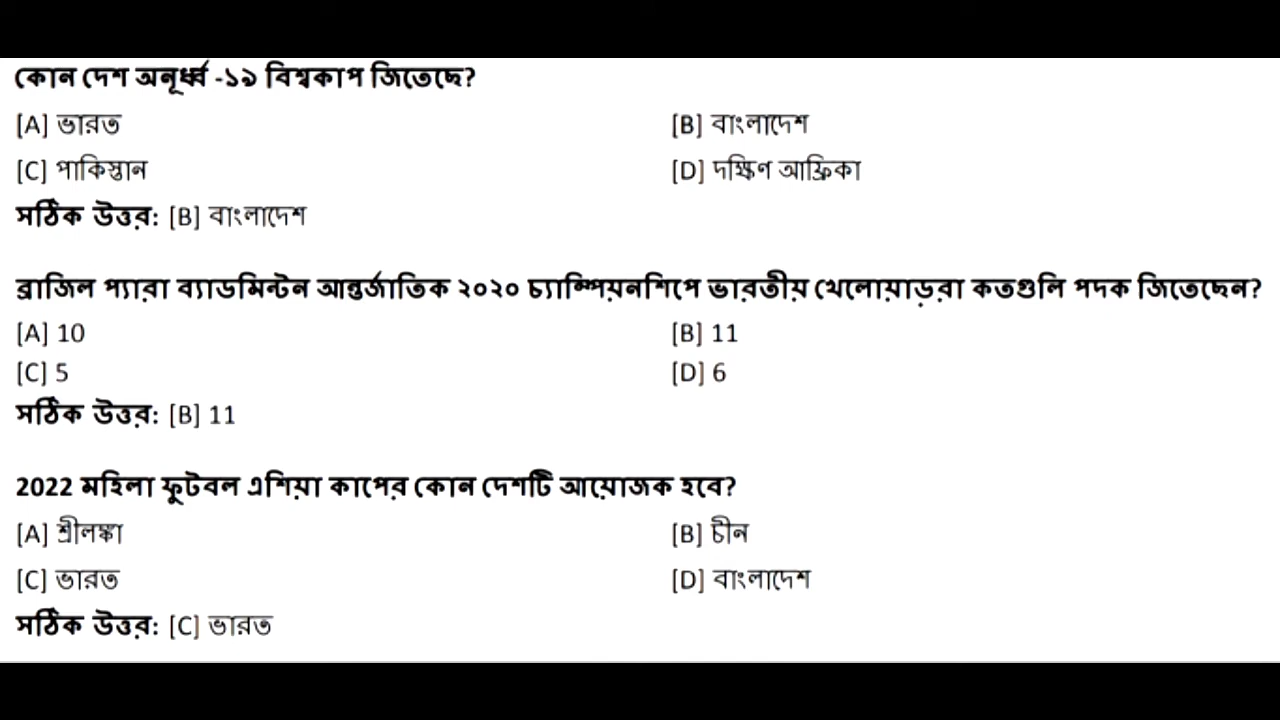 কোন দেশ অনূর্ধ্ব -১৯ বিশ্বকাপ জিতেছে?
[A] ভারত [B] বাংলাদেশ
[C] পাকিস্তান [D] দক্ষিণ আফ্রিকা
সঠিক উত্তর: [B] বাংলাদেশ
ব্রাজিল প্যারা ব্যাডমিন্টন আন্তর্জাতিক ২০২০ চ্যাম্পিয়নশিপে ভারতীয় খেলোয়াড়রা কতগুলি পদক জিতেছেন?
[A] 10 [B] 11
[C] 5 [D] 6
সঠিক উত্তর: [B] 11
2022 মহিলা ফুটবল এশিয়া কাপের কোন দেশটি আয়োজক হবে?
[A] শ্রীলঙ্কা [B] চীন
[C] ভারত [D] বাংলাদেশ
সঠিক উত্তর: [C] ভারত